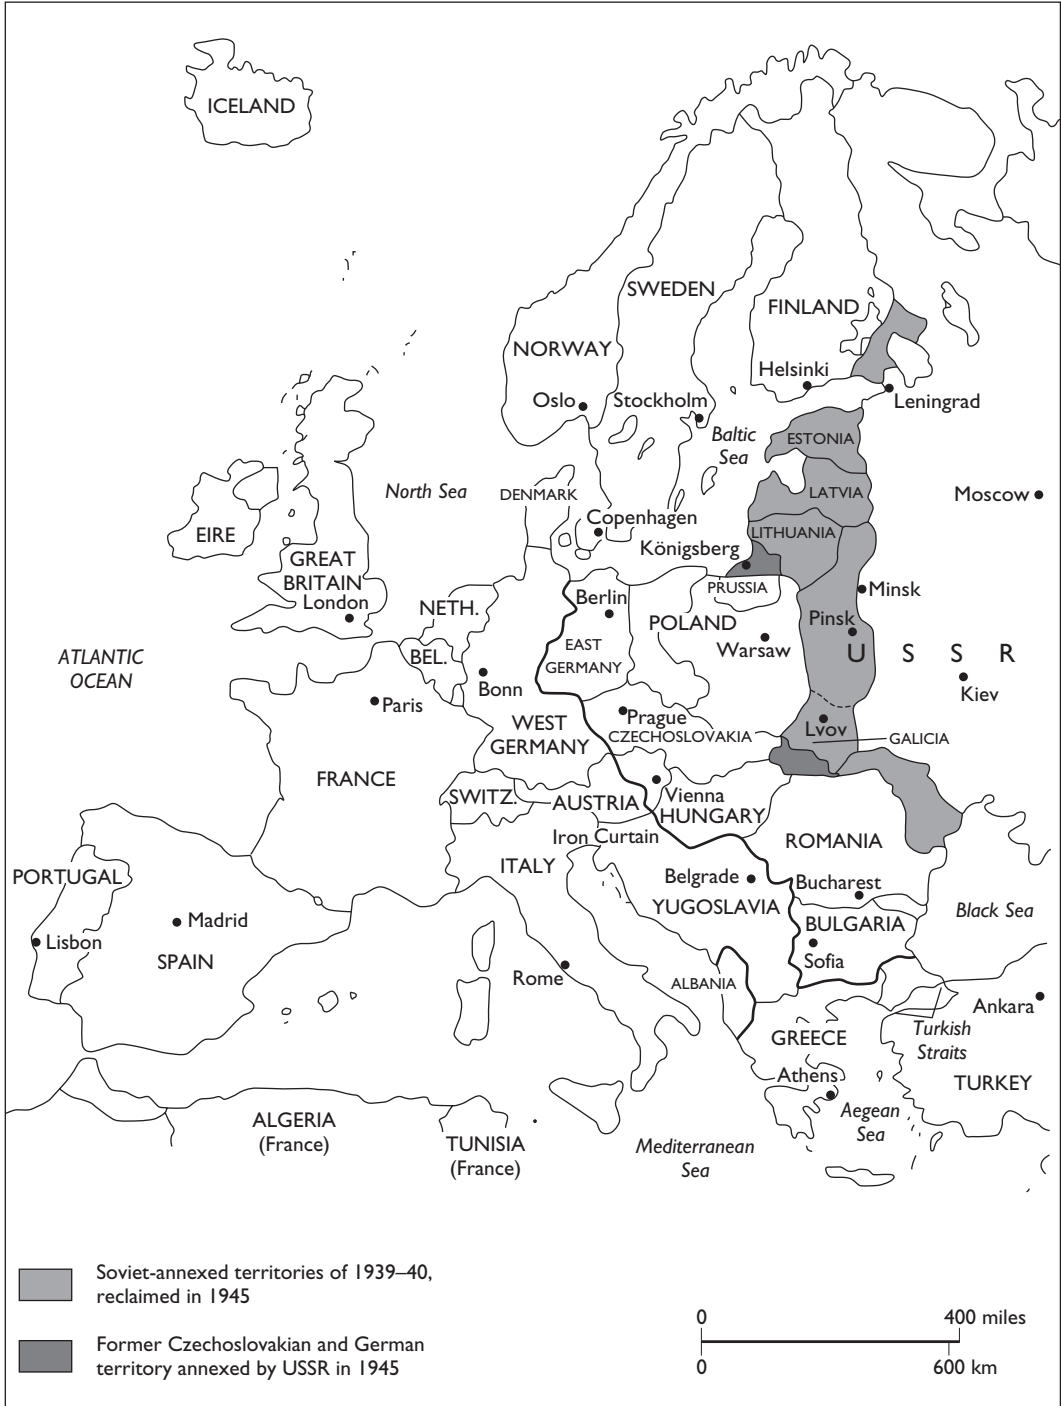 ICELAND
SWEDEN
FINLAND
NORWAY
Helsinki
Oslo
Stockholm
Leningrad
Baltic
Sea
ESTONIA
North Sea
DENMARK
LATVIA
Moscow
EIRE
Copenhagen
LITHUANIA
Königsberg
GREAT
BRITAIN
London
NETH.
Berlin
PRUSSIA
Minsk
POLAND
Pinsk
Warsaw
U S S R
ATLANTIC
OCEAN
BEL.
EAST
GERMANY
Bonn
Kiev
Paris
Prague
WEST
GERMANY
CZECHOSLOVAKIA
Lvov
GALICIA
FRANCE
SWITZ.
AUSTRIA
Vienna
HUNGARY
Iron Curtain
ROMANIA
ITALY
PORTUGAL
Belgrade
Bucharest
YUGOSLAVIA
Black Sea
Madrid
BULGARIA
Lisbon
SPAIN
Sofia
Rome
ALBANIA
Ankara
GREECE
Turkish
Straits
Athens
TURKEY
Aegean
Sea
ALGERIA
(France)
TUNISIA
(France)
Mediterranean
Sea
Soviet-annexed territories of 1939–40,
reclaimed in 1945
Former Czechoslovakian and German
territory annexed by USSR in 1945
0 400 miles
0 600 km